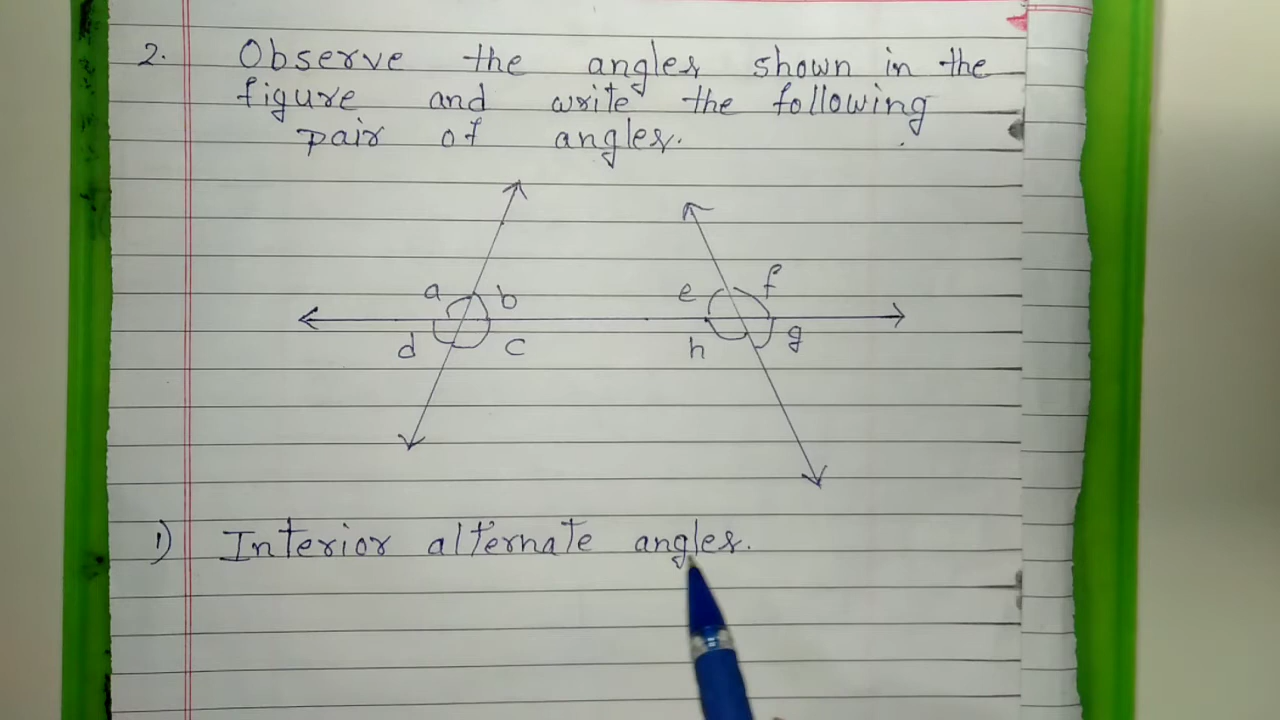 2. Observe the angles shown in the
figure and write the following
pair of angles.
a b e f
d c h g
1) Interior alternate angles.